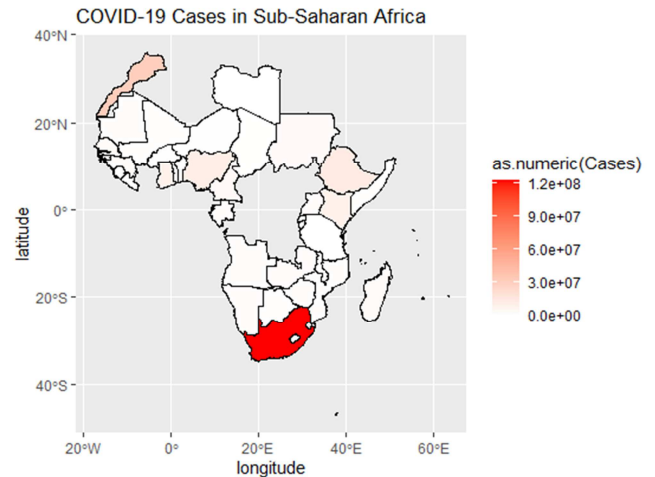 COVID-19 Cases in Sub-Saharan Africa
40°N
20°N
0°
20°S
40°S
latitude
20°W
0°
20°E
40°E
60°E
longitude
as.numeric(Cases)
1.2e+08
9.0e+07
6.0e+07
3.0e+07
0.0e+00